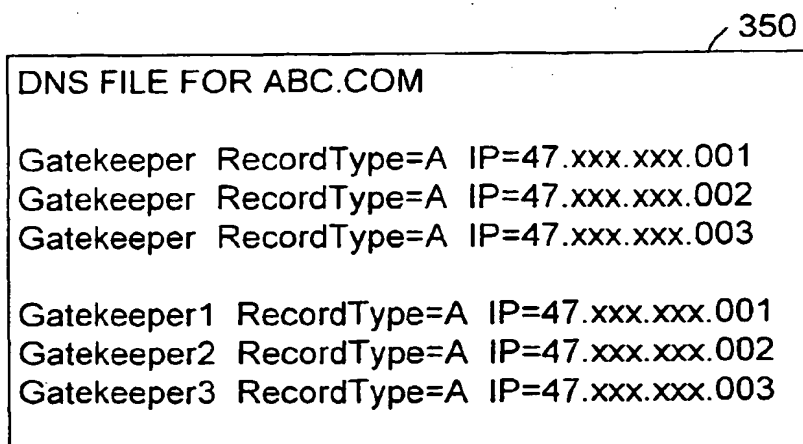 350
DNS FILE FOR ABC.COM
Gatekeeper RecordType=A IP=47.xxx.xxx.001
Gatekeeper RecordType=A IP=47.xxx.xxx.002
Gatekeeper RecordType=A IP=47.xxx.xxx.003
Gatekeeper1 RecordType=A IP=47.xxx.xxx.001
Gatekeeper2 RecordType=A IP=47.xxx.xxx.002
Gatekeeper3 RecordType=A IP=47.xxx.xxx.003